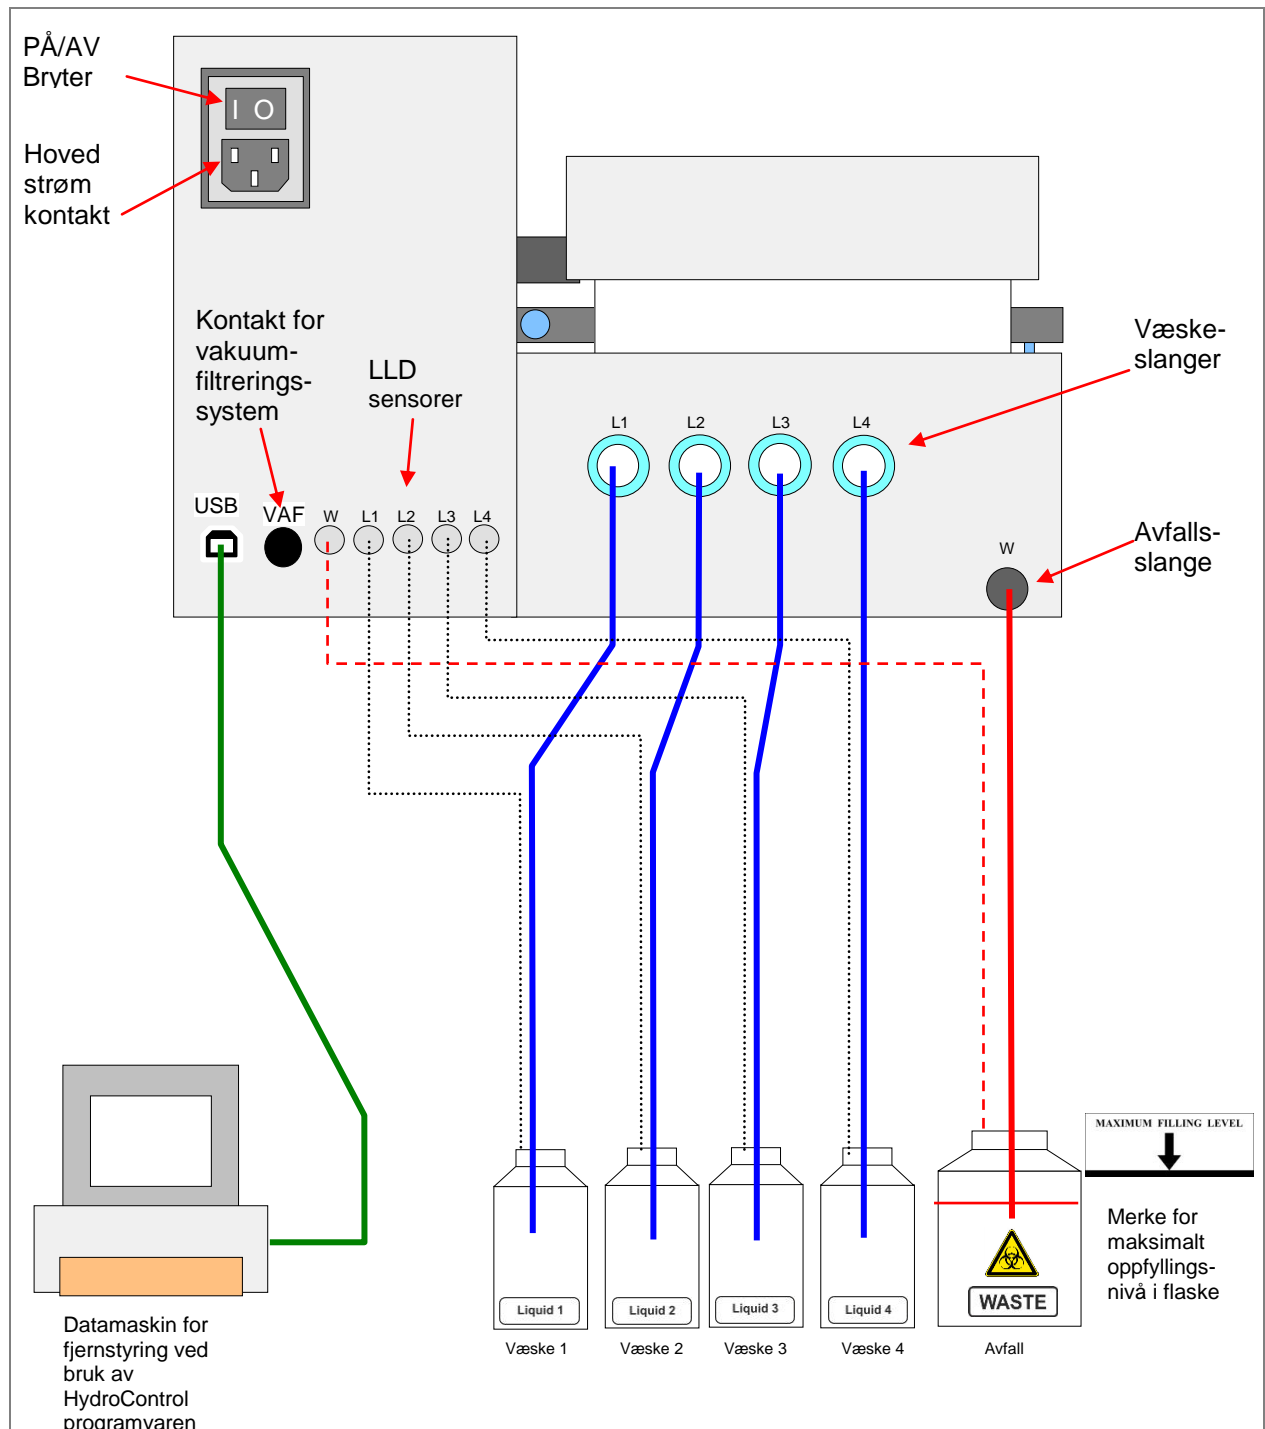 PÅ/AV
Bryter
I O
Hoved
strøm
kontakt
Kontakt for
vakuum-
filtrerings-
system
LLD
sensorer
Væske-
slanger
L1 L2 L3 L4
USB
VAF
W L1 L2 L3 L4
Avfalls-
slange
W
MAXIMUM FILLING LEVEL
Merke for
maksimalt
oppfyllings-
nivå i flaske
Liquid 1
Liquid 2
Liquid 3
Liquid 4
WASTE
Væske 1
Væske 2
Væske 3
Væske 4
Avfall
Datamaskin for
fjernstyring ved
bruk av
HydroControl
programvaren